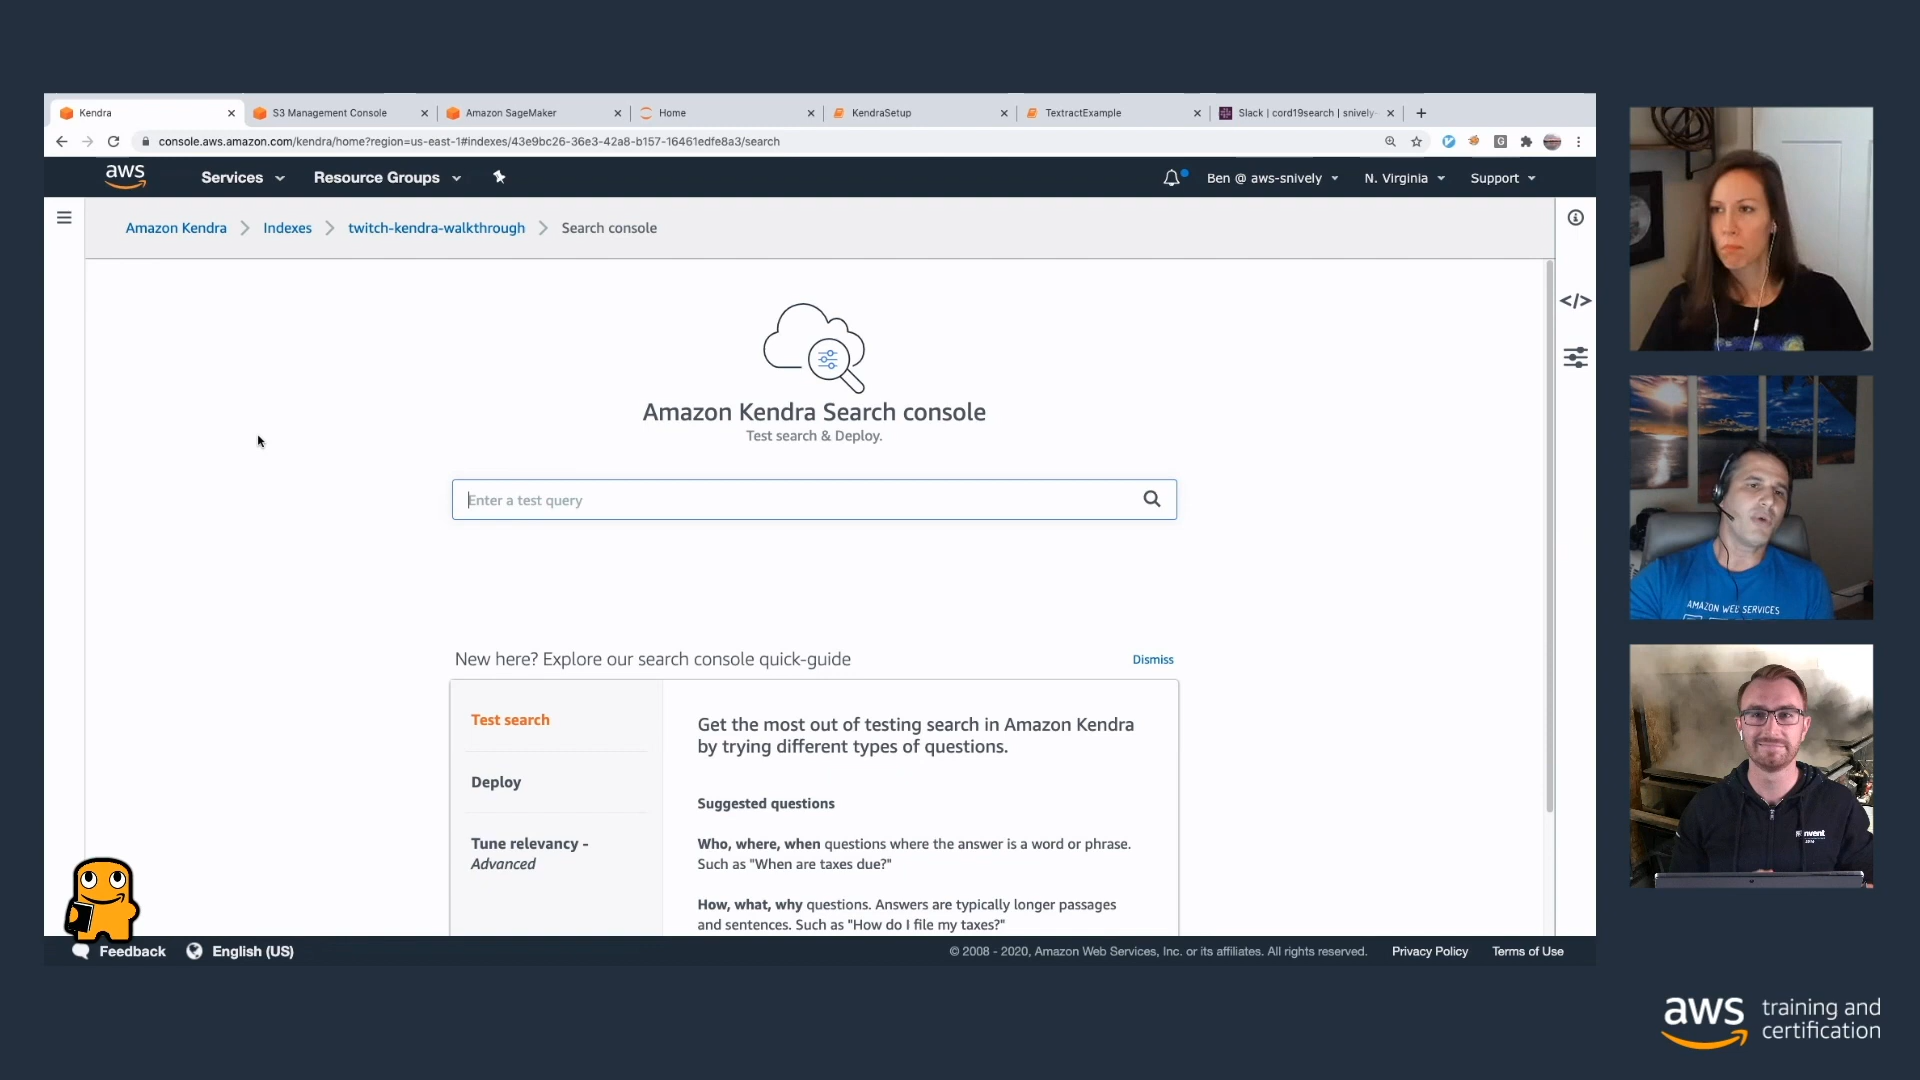 Kendra
S3 Management Console
Amazon SageMaker
Home
KendraSetup
TextractExample
Slack | cord19search | snively-
console.aws.amazon.com/kendra/home?region=us-east-1#indexes/43e9bc26-36e3-42a8-b157-16461edfe8a3/search
aws
Services
Resource Groups
Ben @ aws-snively
N. Virginia
Support
Amazon Kendra
Indexes
twitch-kendra-walkthrough
Search console
</>
Amazon Kendra Search console
Test search & Deploy.
Enter a test query
New here? Explore our search console quick-guide
Dismiss
Test search
Deploy
Tune relevancy -
Advanced
Get the most out of testing search in Amazon Kendra
by trying different types of questions.
Suggested questions
Who, where, when questions where the answer is a word or phrase.
Such as "When are taxes due?"
How, what, why questions. Answers are typically longer passages
and sentences. Such as "How do I file my taxes?"
Feedback
English (US)
© 2008 - 2020, Amazon Web Services, Inc. or its affiliates. All rights reserved.
Privacy Policy
Terms of Use
AMAZON WEB SERVICES
aws training and
certification